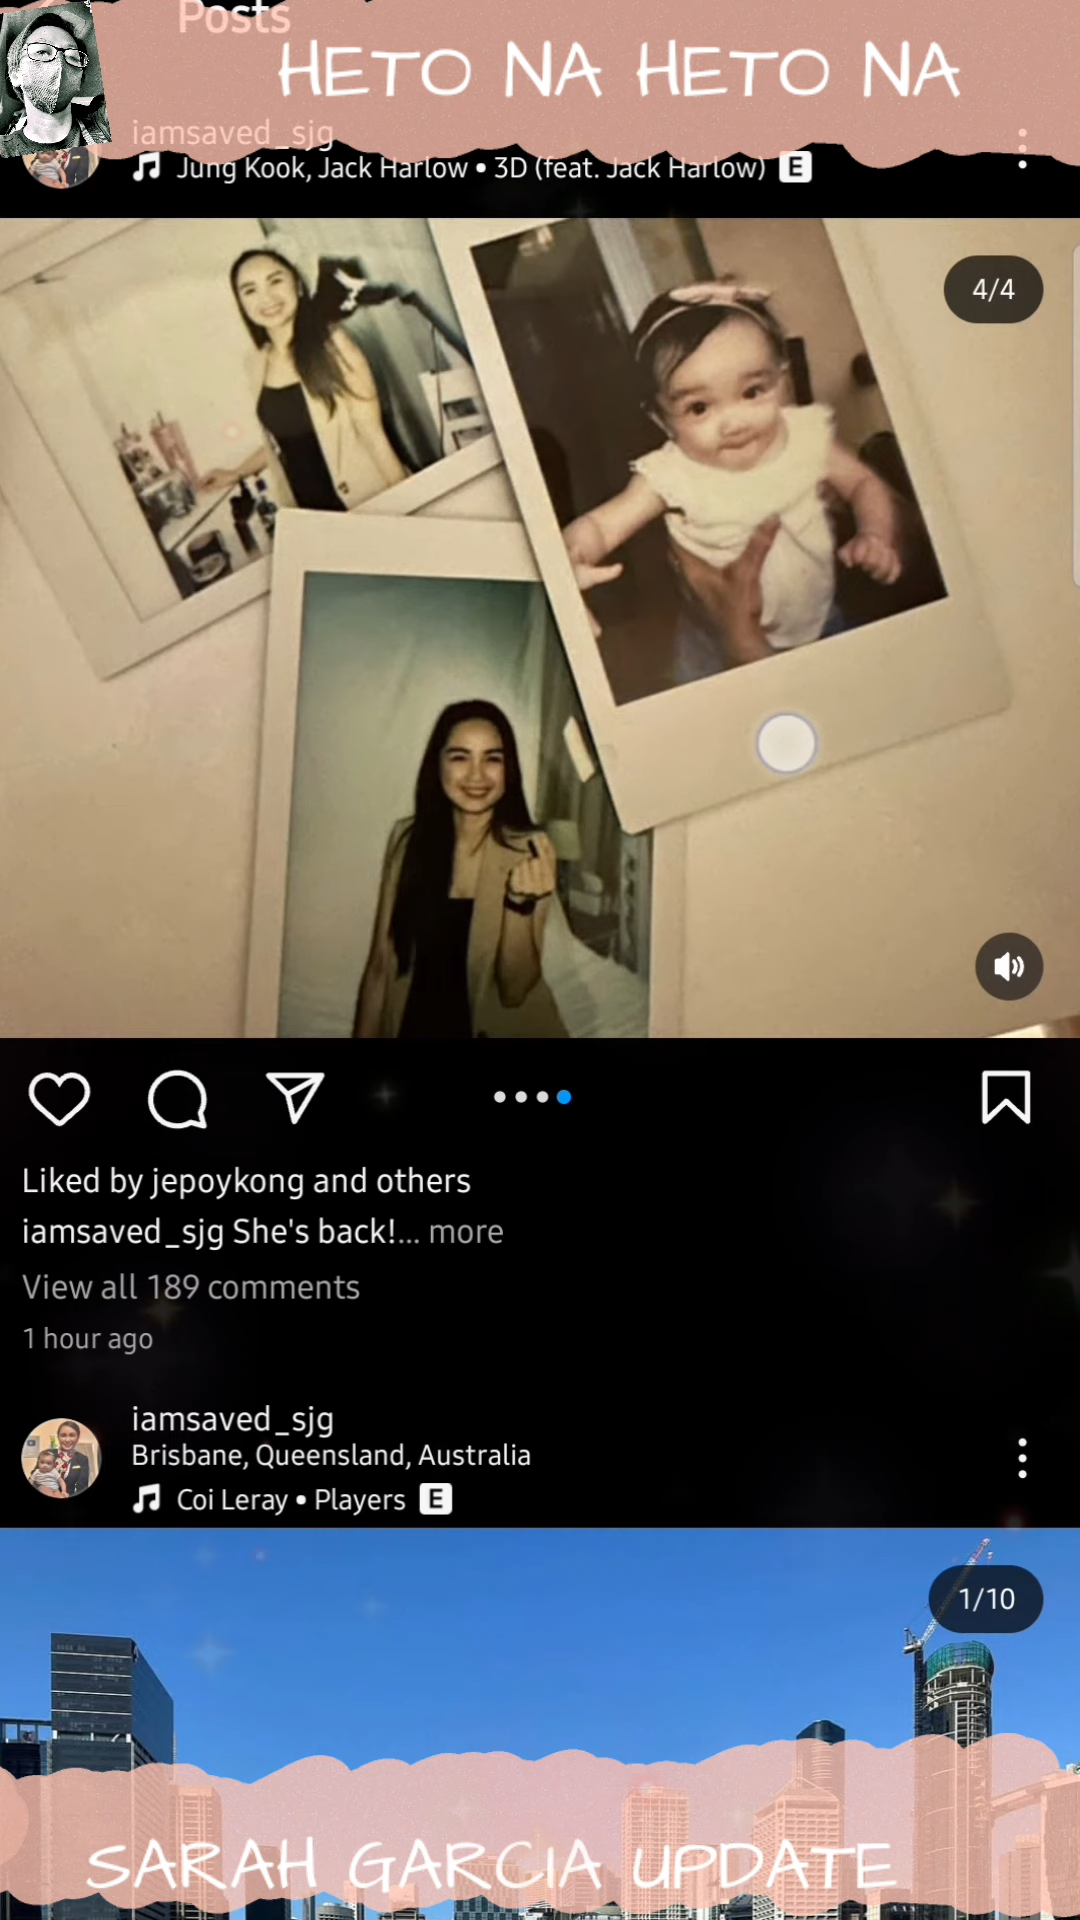 Posts
HETO NA HETO NA
iamsaved_sjg
Jung Kook, Jack Harlow • 3D (feat. Jack Harlow) E
4/4
Liked by jepoykong and others
iamsaved_sjg She's back!... more
View all 189 comments
1 hour ago
iamsaved_sjg
Brisbane, Queensland, Australia
Coi Leray • Players E
1/10
SARAH GARCIA UPDATE